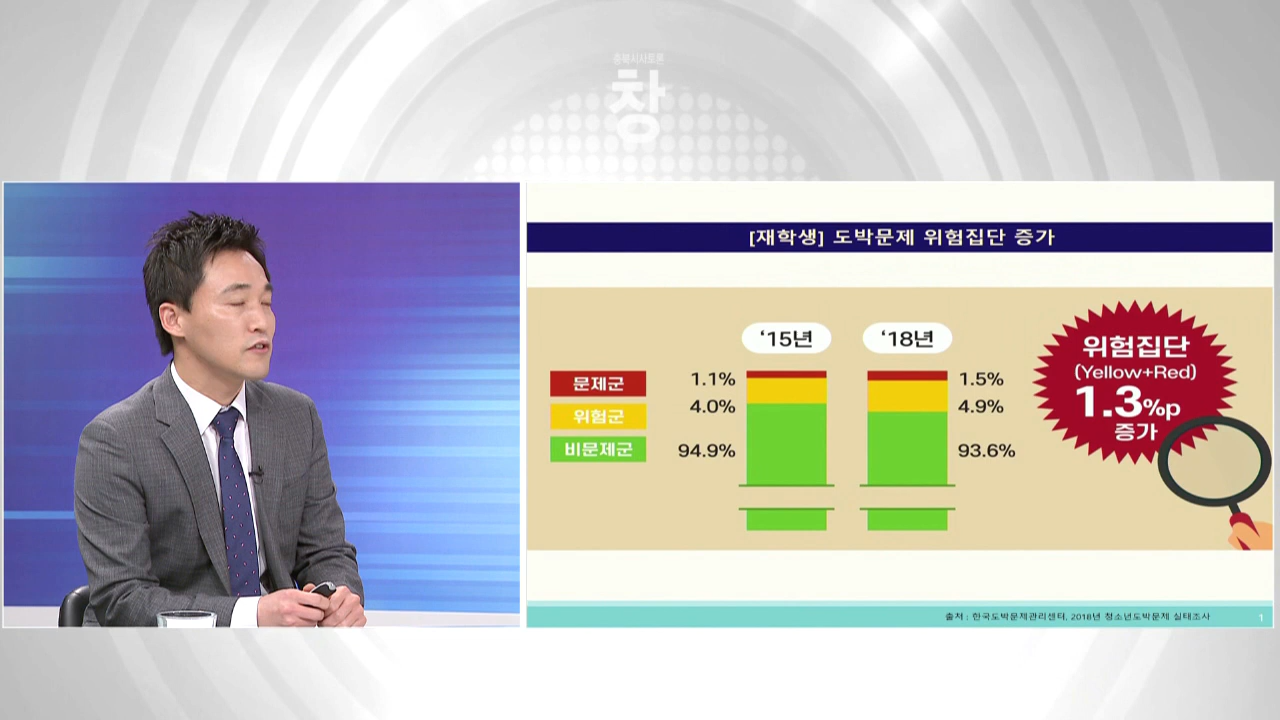 충북시사토론
창
[재학생] 도박문제 위험집단 증가
‘15년
‘18년
문제군
1.1%
1.5%
위험군
4.0%
4.9%
비문제군
94.9%
93.6%
위험집단
(Yellow+Red)
1.3%p
증가
출처 : 한국도박문제관리센터, 2018년 청소년도박문제 실태조사
1